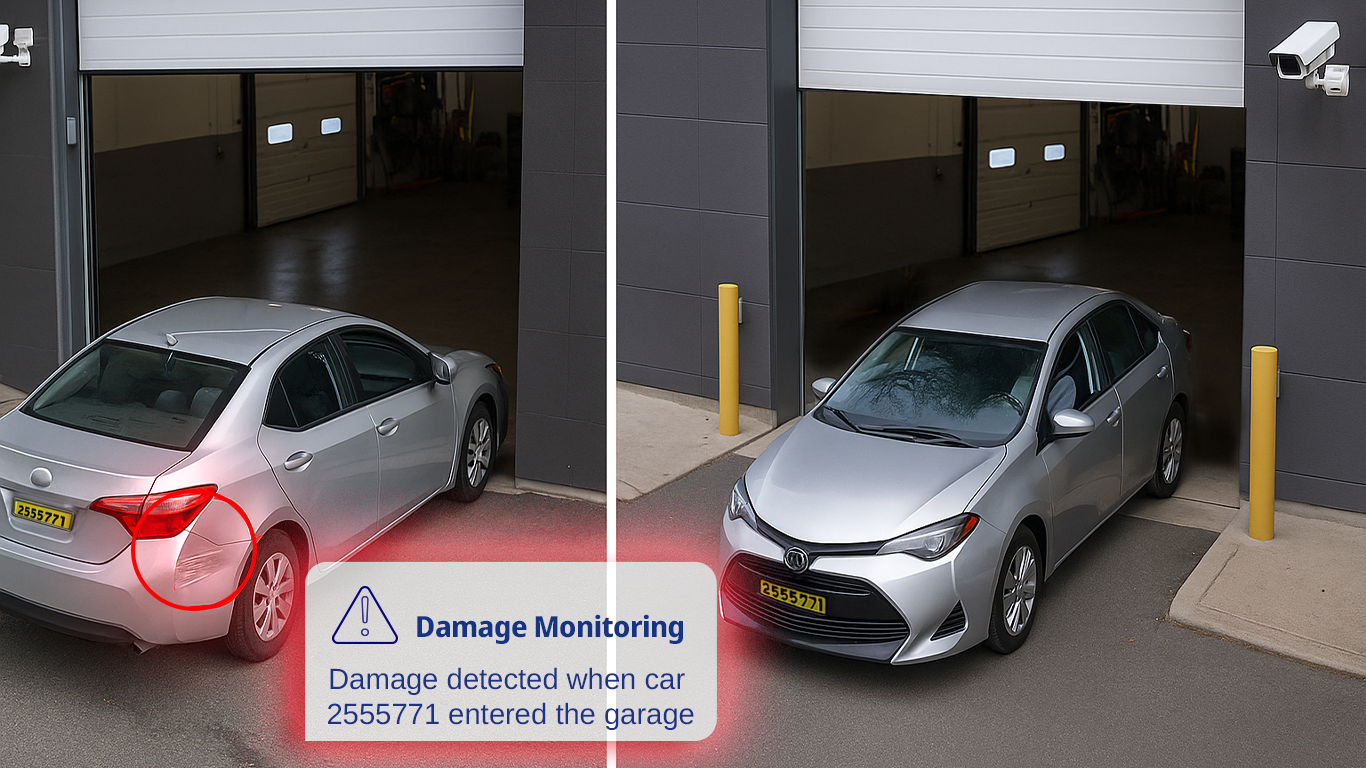 2555771
2555771
Damage Monitoring
Damage detected when car
2555771 entered the garage